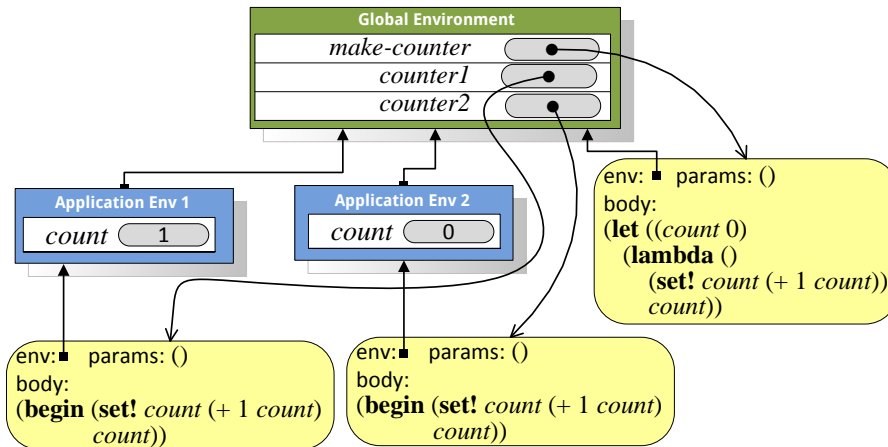 Global Environment
make-counter
counter1
counter2
Application Env 1
count 1
Application Env 2
count 0
env: params: ()
body:
(let ((count 0)
(lambda ()
(set! count (+ 1 count))
count))
env: params: ()
body:
(begin (set! count (+ 1 count)
count))
env: params: ()
body:
(begin (set! count (+ 1 count)
count))